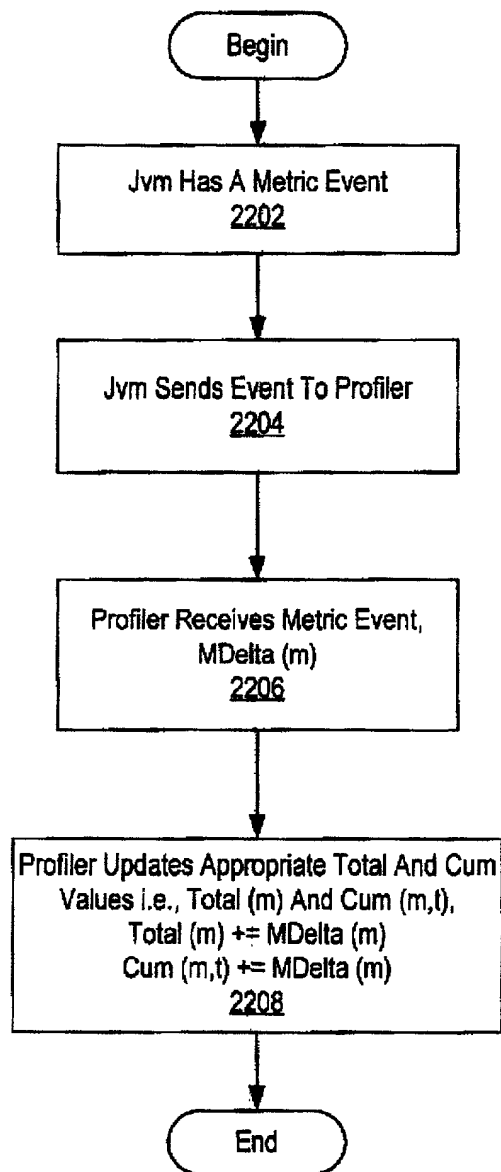 Begin
Jvm Has A Metric Event
2202
Jvm Sends Event To Profiler
2204
Profiler Receives Metric Event,
MDelta (m)
2206
Profiler Updates Appropriate Total And Cum
Values i.e., Total (m) And Cum (m,t),
Total (m) += MDelta (m)
Cum (m,t) += MDelta (m)
2208
End